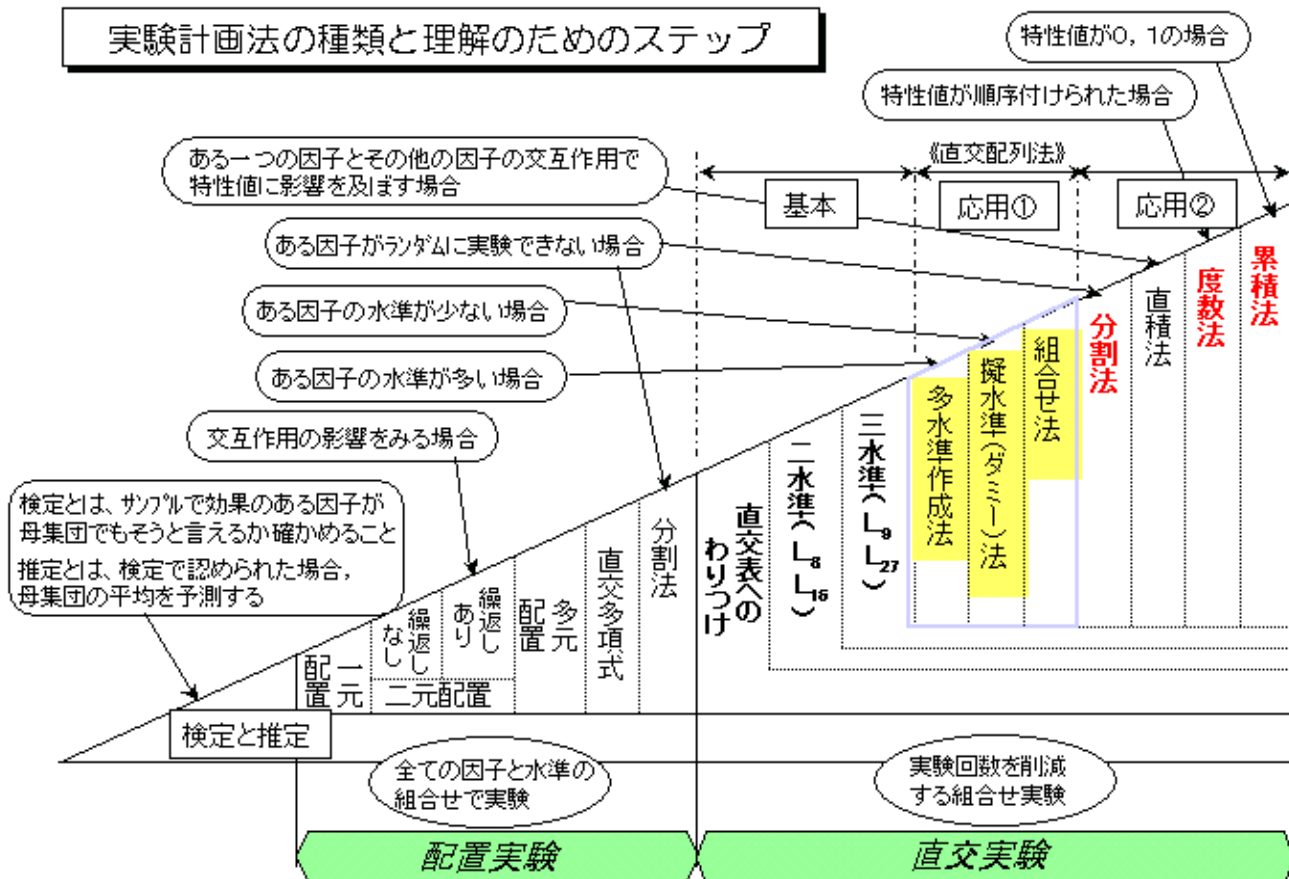 実験計画法の種類と理解のためのステップ
特性値が0, 1の場合
特性値が順序付けられた場合
ある一つの因子とその他の因子の交互作用で
特性値に影響を及ぼす場合
《直交配列法》
基本
応用①
応用②
ある因子がランダムに実験できない場合
ある因子の水準が少ない場合
ある因子の水準が多い場合
交互作用の影響をみる場合
検定とは、サンプルで効果のある因子が
母集団でもそうと言えるか確かめること
推定とは、検定で認められた場合,
母集団の平均を予測する
検定と推定
一元
配置
繰返し
なし
繰返し
あり
二元配置
多元
配置
直交多項式
分割法
直交表への
わりつけ
二水準(L8 L16)
三水準(L9 L27)
多水準作成法
擬水準(ダミー)法
組合せ法
分割法
直積法
度数法
累積法
全ての因子と水準の
組合せで実験
実験回数を削減
する組合せ実験
配置実験
直交実験